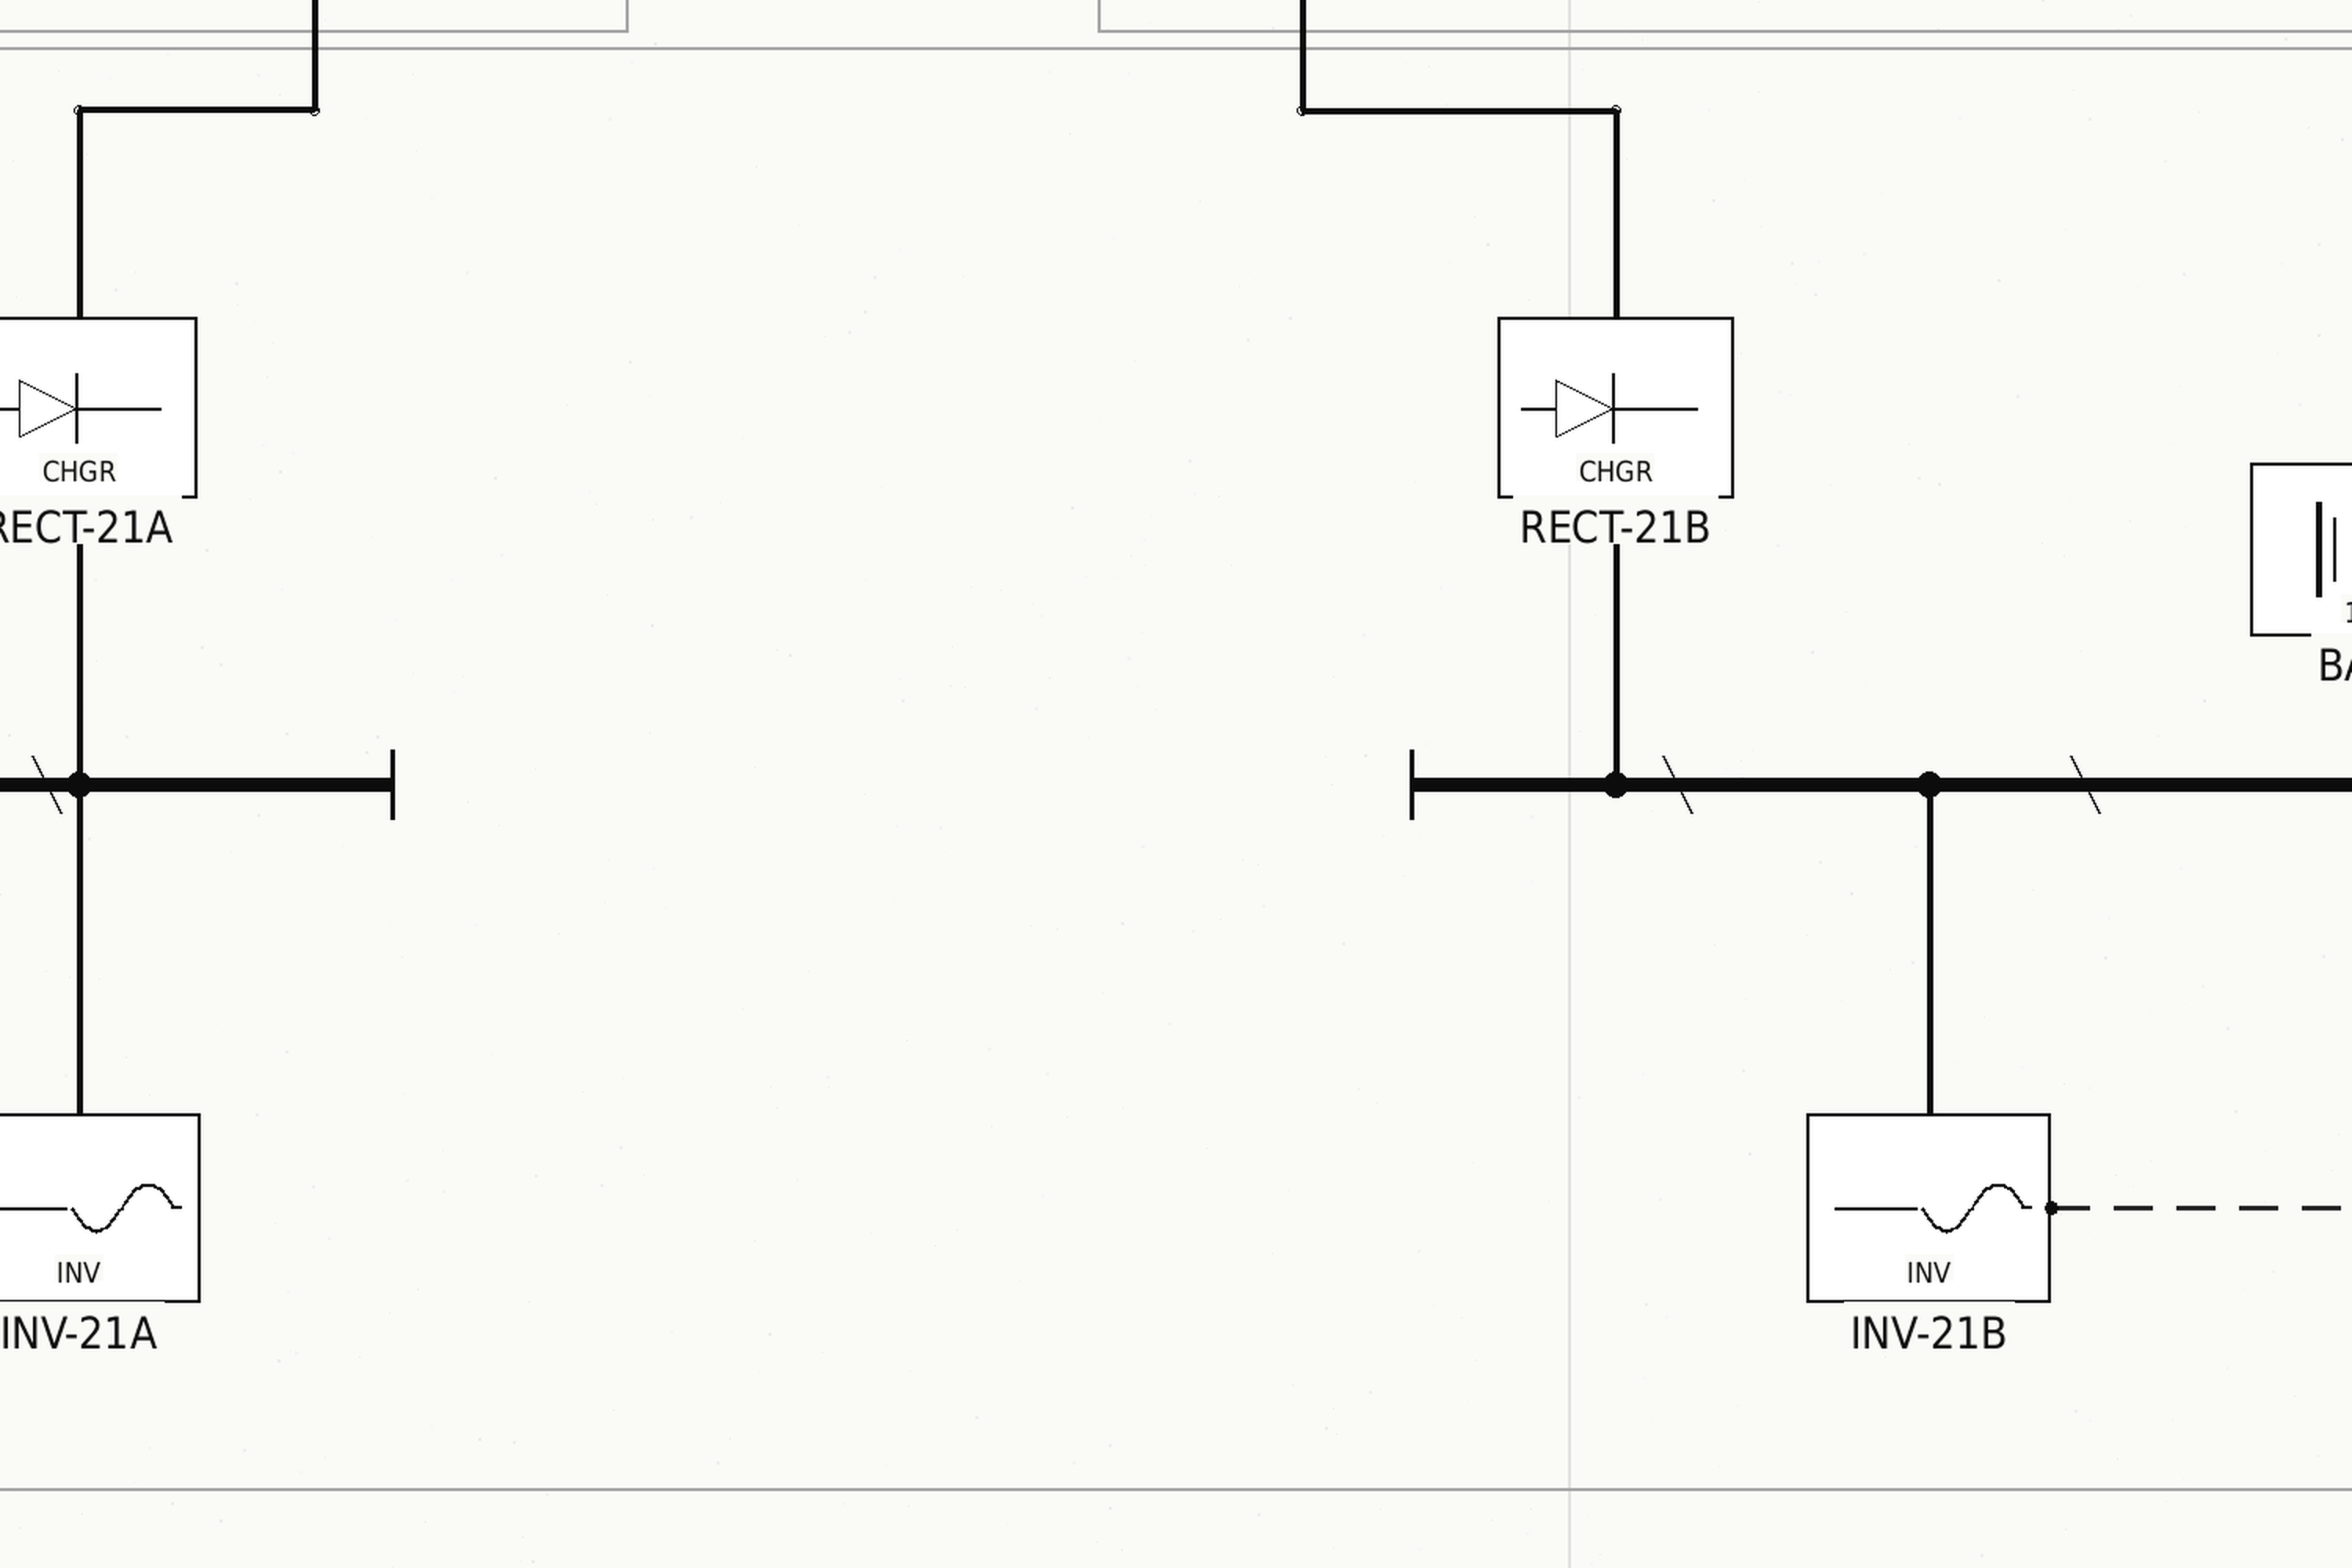 CHGR
RECT-21A
CHGR
RECT-21B
INV
INV-21A
INV
INV-21B